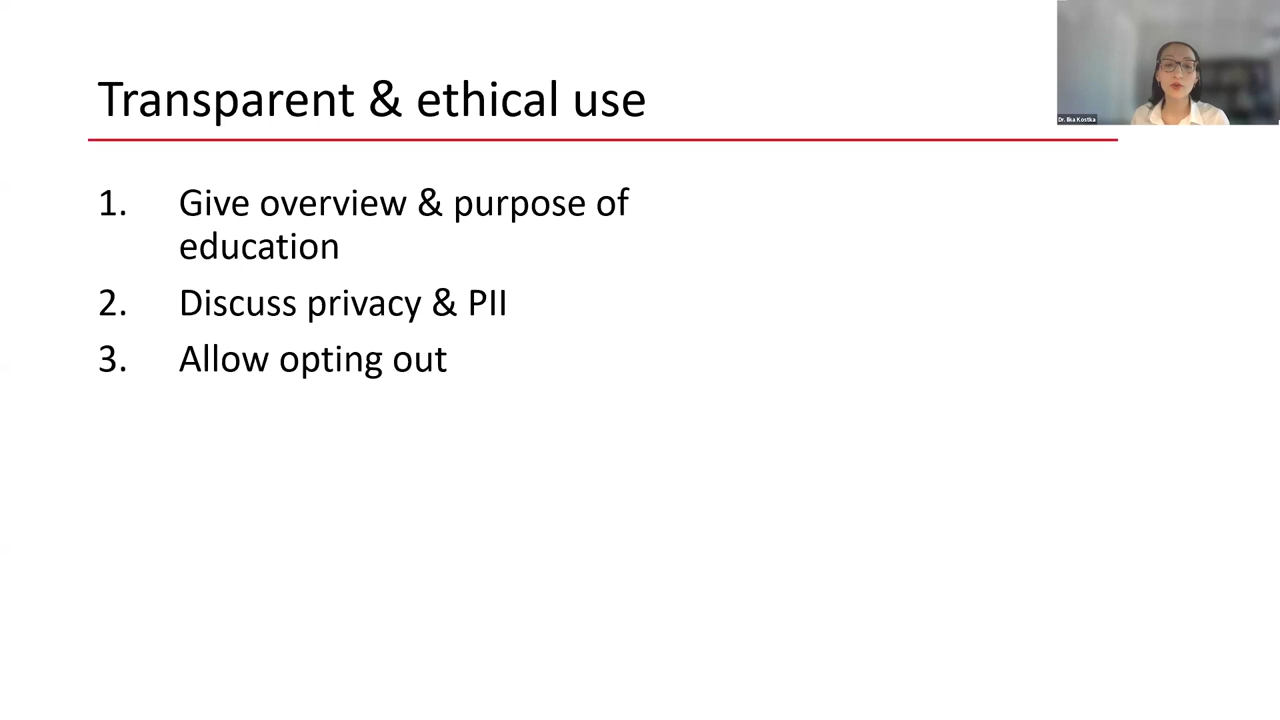 Transparent & ethical use
1. Give overview & purpose of
education
2. Discuss privacy & PII
3. Allow opting out
Dr. Ilka Kostka